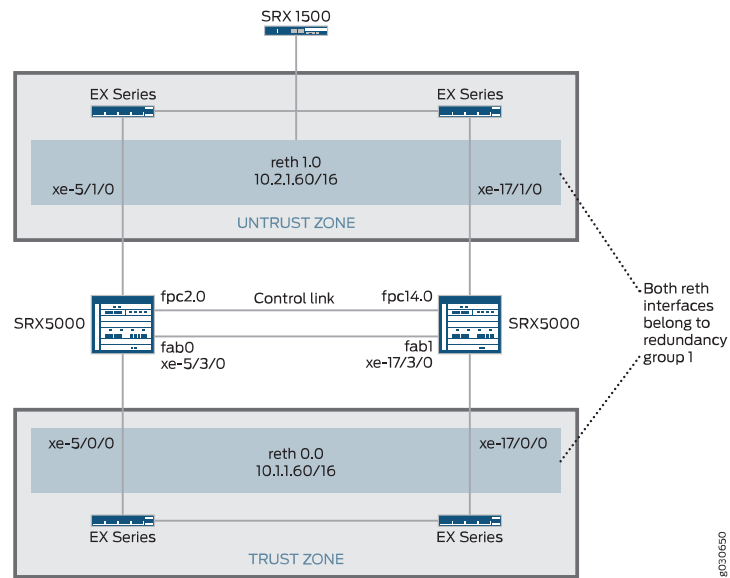 SRX 1500
EX Series
EX Series
reth 1.0
10.2.1.60/16
xe-5/1/0
xe-17/1/0
UNTRUST ZONE
fpc2.0
Control link
fpc14.0
SRX5000
SRX5000
fab0
xe-5/3/0
fab1
xe-17/3/0
Both reth
interfaces
belong to
redundancy
group 1
xe-5/0/0
xe-17/0/0
reth 0.0
10.1.1.60/16
EX Series
EX Series
TRUST ZONE
g030650